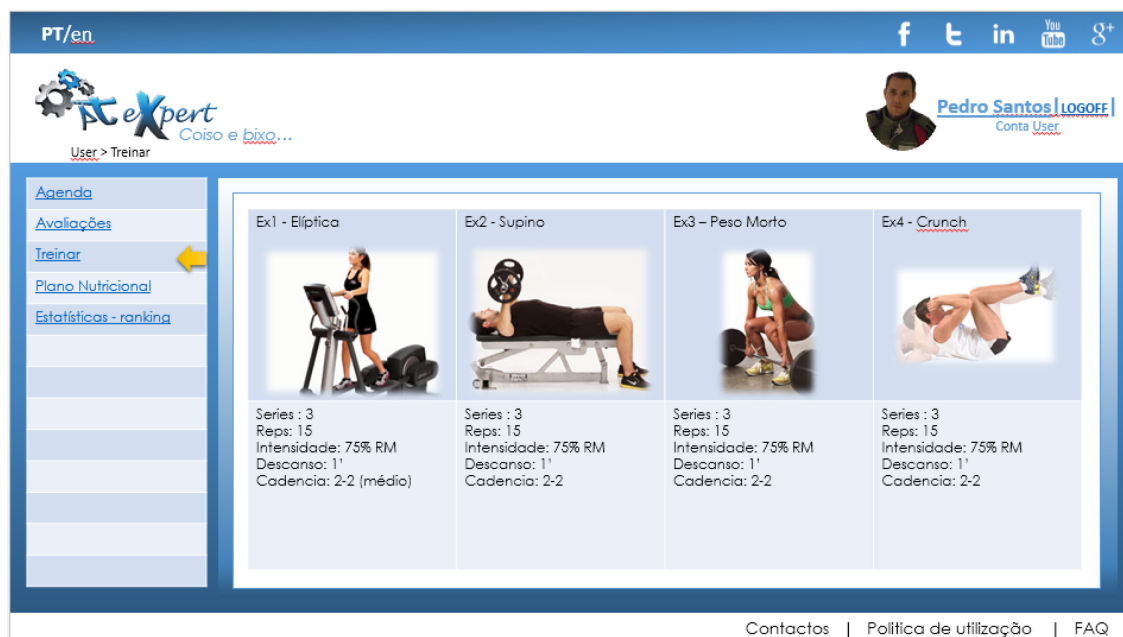 PT/en
You
Tube
pt eXpert
Coiso e bixo...
User > Treinar
Pedro Santos|LOGOFF|
Conta User
Agenda
Avaliações
Treinar
Plano Nutricional
Estatísticas - ranking
Ex1 - Elíptica
Ex2 - Supino
Ex3 – Peso Morto
Ex4 - Crunch
Series : 3
Reps: 15
Intensidade: 75% RM
Descanso: 1'
Cadencia: 2-2 (médio)
Series : 3
Reps: 15
Intensidade: 75% RM
Descanso: 1'
Cadencia: 2-2
Series : 3
Reps: 15
Intensidade: 75% RM
Descanso: 1'
Cadencia: 2-2
Series : 3
Reps: 15
Intensidade: 75% RM
Descanso: 1'
Cadencia: 2-2
Contactos | Politica de utilização | FAQ